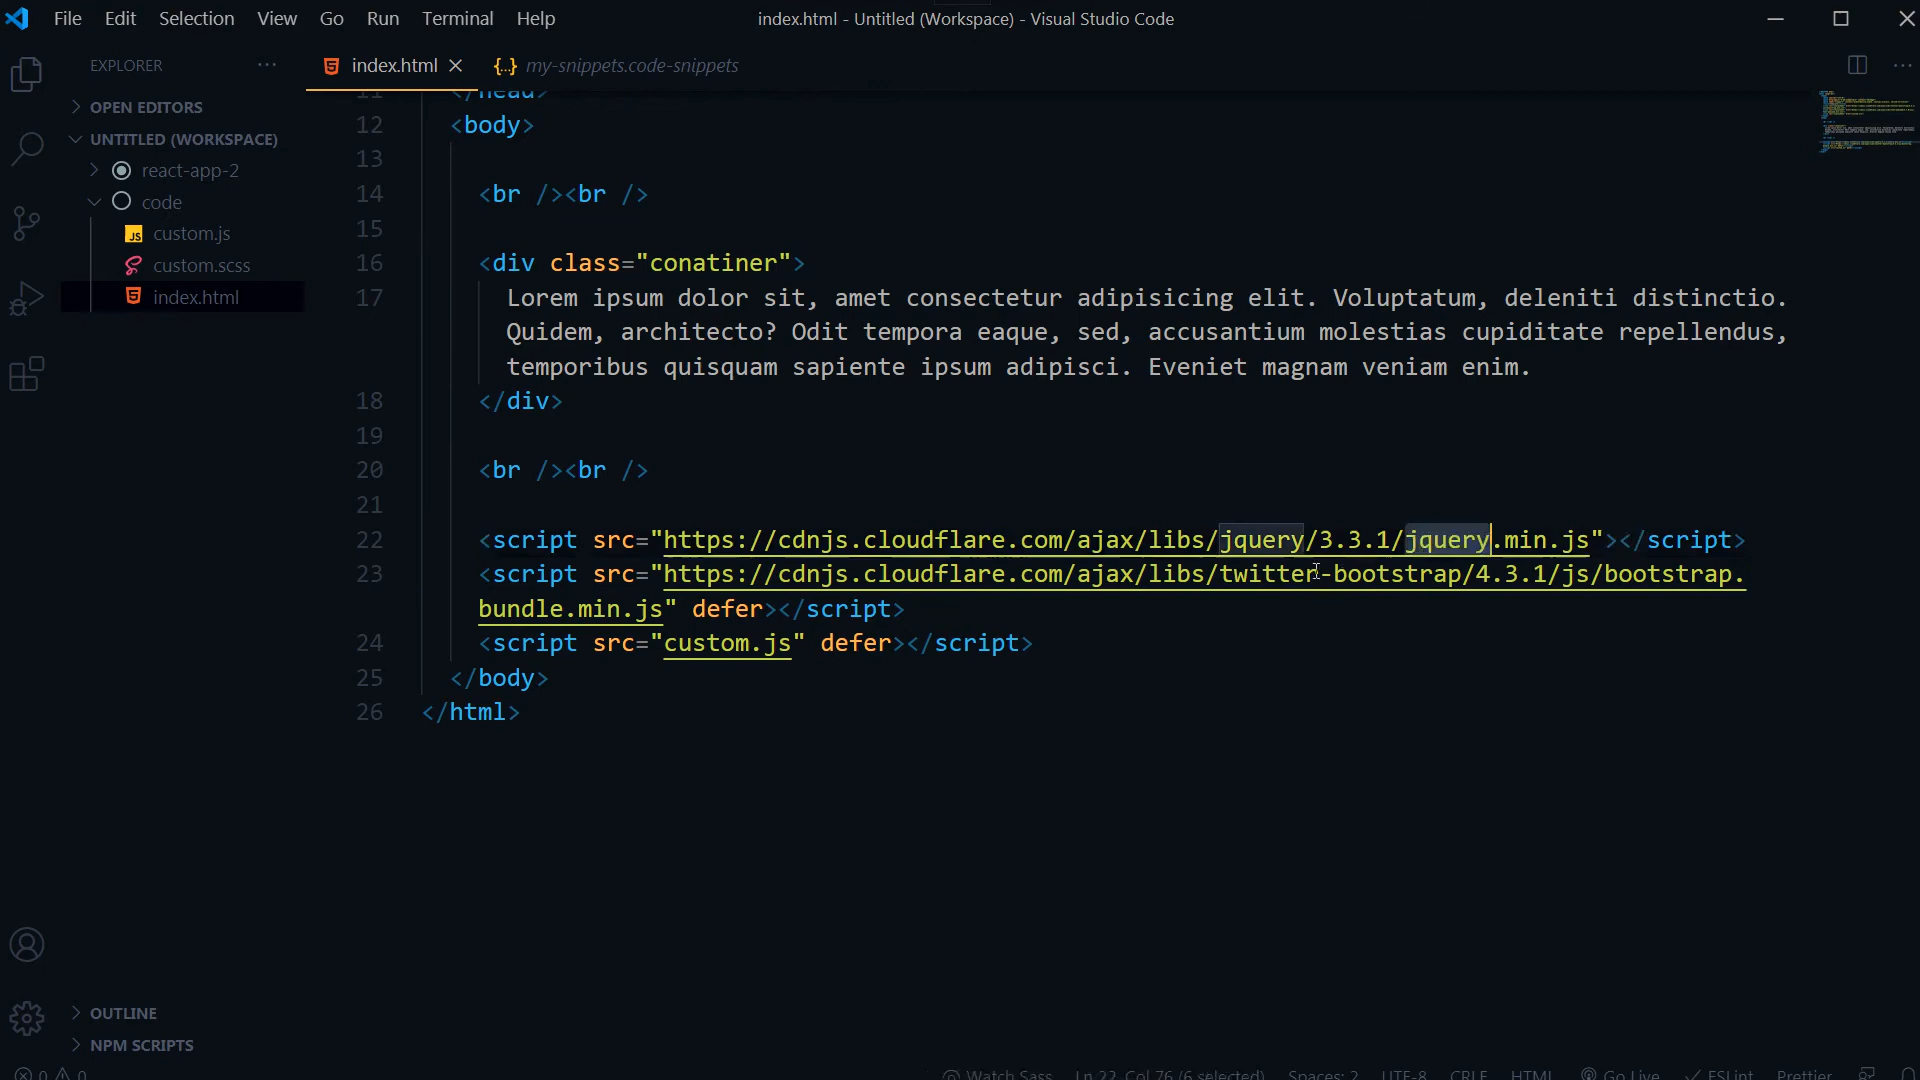 File Edit Selection View Go Run Terminal Help
index.html - Untitled (Workspace) - Visual Studio Code
EXPLORER
index.html
{..} my-snippets.code-snippets
OPEN EDITORS
UNTITLED (WORKSPACE)
react-app-2
code
JS custom.js
custom.scss
index.html
11 </head>
12 <body>
13
14 <br /><br />
15
16 <div class="conatiner">
17 Lorem ipsum dolor sit, amet consectetur adipisicing elit. Voluptatum, deleniti distinctio.
Quidem, architecto? Odit tempora eaque, sed, accusantium molestias cupiditate repellendus,
temporibus quisquam sapiente ipsum adipisci. Eveniet magnam veniam enim.
18 </div>
19
20 <br /><br />
21
22 <script src="https://cdnjs.cloudflare.com/ajax/libs/jquery/3.3.1/jquery.min.js"></script>
23 <script src="https://cdnjs.cloudflare.com/ajax/libs/twitter-bootstrap/4.3.1/js/bootstrap.
bundle.min.js" defer></script>
24 <script src="custom.js" defer></script>
25 </body>
26 </html>
OUTLINE
NPM SCRIPTS
0 0 Watch Sass Ln 22, Col 76 (6 selected) Spaces: 2 UTF-8 CRLF HTML Go Live ESLint Prettier